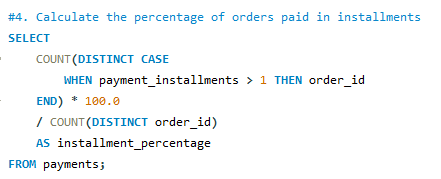 #4. Calculate the percentage of orders paid in installments
SELECT
COUNT(DISTINCT CASE
WHEN payment_installments > 1 THEN order_id
END) * 100.0
/ COUNT(DISTINCT order_id)
AS installment_percentage
FROM payments;